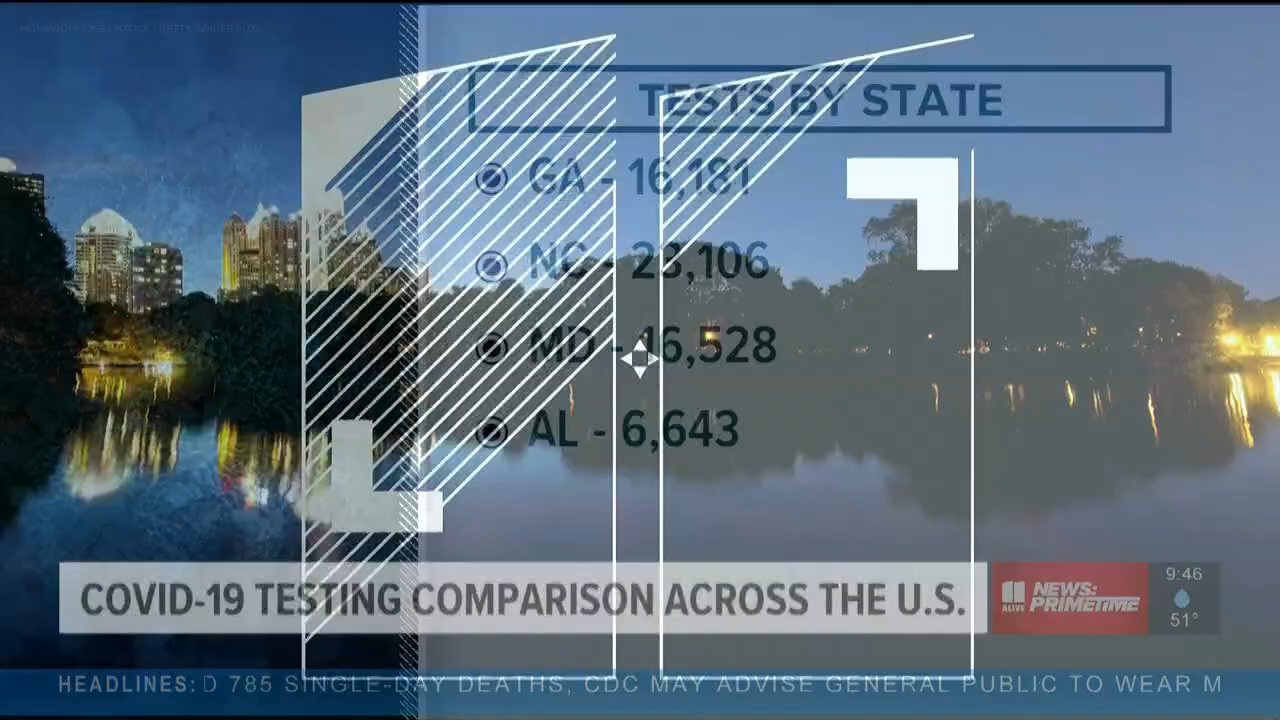 TESTS BY STATE
GA - 16,181
NC - 23,106
MD - 16,528
AL - 6,643
COVID-19 TESTING COMPARISON ACROSS THE U.S.
11 ALIVE
NEWS:
PRIMETIME
9:46
51°
HEADLINES: D 785 SINGLE-DAY DEATHS, CDC MAY ADVISE GENERAL PUBLIC TO WEAR M